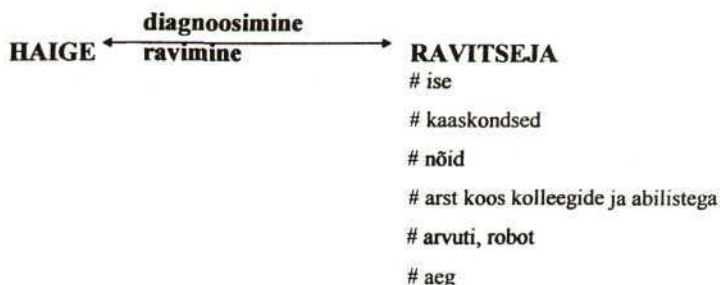 diagnoosimine
HAIGE ravimine RAVITSEJA
# ise
# kaaskondsed
# nõid
# arst koos kolleegide ja abilistega
# arvuti, robot
# aeg